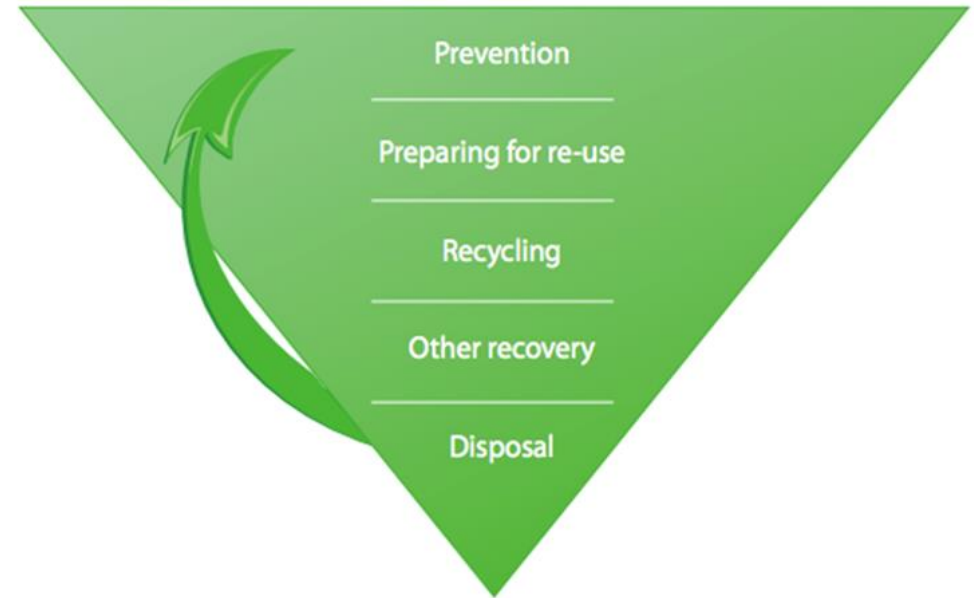 Prevention
Preparing for re-use
Recycling
Other recovery
Disposal